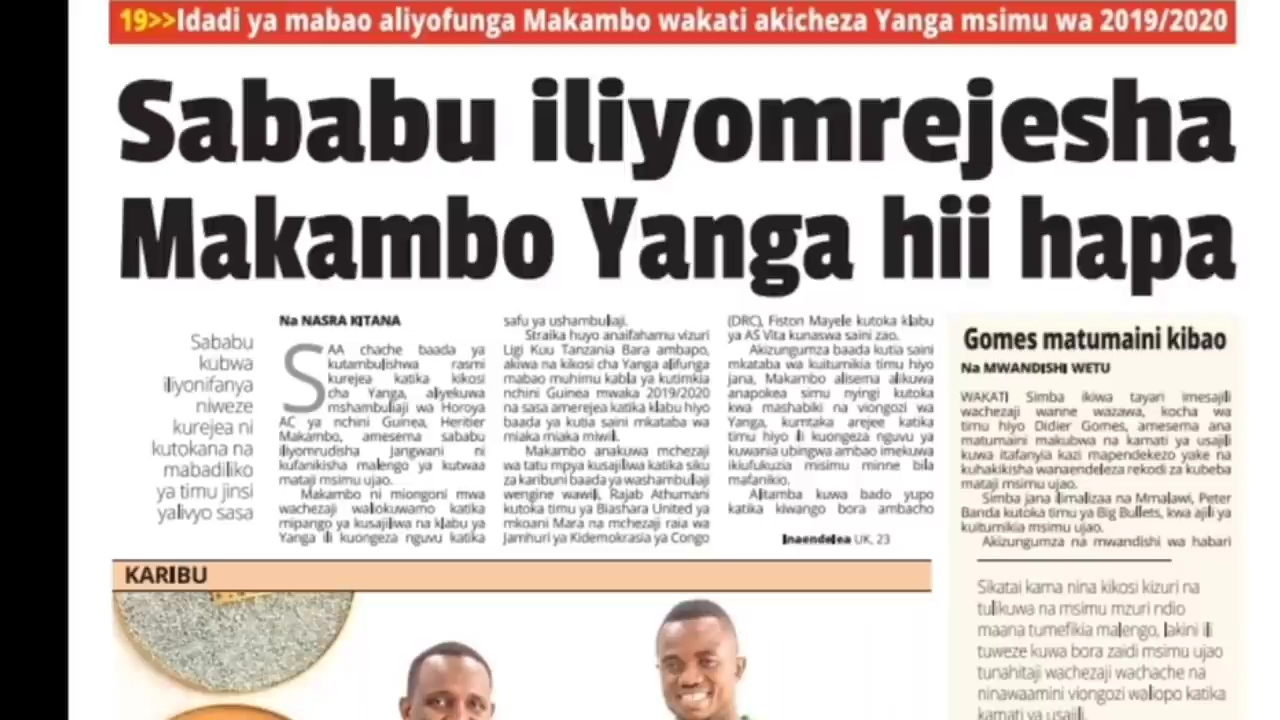 19>>Idadi ya mabao aliyofunga Makambo wakati akicheza Yanga msimu wa 2019/2020
Sababu iliyomrejesha
Makambo Yanga hii hapa
Sababu
kubwa
iliyonifanya
niweze
kurejea ni
kutokana na
mabadiliko
ya timu jinsi
yalivyo sasa
Na NASRA KITANA
SAA chache baada ya
kutambulishwa rasmi
kurejea katika kikosi
cha Yanga, aliyekuwa
mshambuliaji wa Horoya
AC ya nchini Guinea, Heritier
Makambo, amesema sababu
iliyomrudisha Jangwani ni
kufanikisha malengo ya kutwaa
mataji msimu ujao.
Makambo ni miongoni mwa
wachezaji waliokuwamo katika
mipango ya kusajiliwa na klabu ya
Yanga ili kuongeza nguvu katika
safu ya ushambuliaji.
Straika huyo anaifahamu vizuri
Ligi Kuu Tanzania Bara ambapo,
akiwa na kikosi cha Yanga alifunga
mabao muhimu kabla ya kutimkia
nchini Guinea mwaka 2019/2020
na sasa amerejea katika klabu hiyo
baada ya kutia saini mkataba wa
miaka miaka miwili.
Makambo anakuwa mchezaji
wa tatu mpya kusajiliwa katika siku
za karibuni baada ya washambuliaji
wengine wawili, Rajab Athumani
kutoka timu ya Biashara United ya
mkoani Mara na mchezaji raia wa
Jamhuri ya Kidemokrasia ya Congo
(DRC), Fiston Mayele kutoka klabu
ya AS Vita kunaswa saini zao.
Akizungumza baada kutia saini
mkataba wa kuitumikia timu hiyo
jana, Makambo alisema alikuwa
anapokea simu nyingi kutoka
kwa mashabiki na viongozi wa
Yanga, kumtaka arejee katika
timu hiyo ili kuongeza nguvu ya
kuwania ubingwa ambao imekuwa
ikiufukuzia misimu minne bila
mafanikio.
Alitamba kuwa bado yupo
katika kiwango bora ambacho
Inaendelea UK, 23
Gomes matumaini kibao
Na MWANDISHI WETU
WAKATI Simba ikiwa tayari imesajili
wachezaji wanne wazawa, kocha wa
timu hiyo Didier Gomes, amesema ana
matumaini makubwa na kamati ya usajili
kuwa itafanyia kazi mapendekezo yake na
kuhakikisha wanaendeleza rekodi za kubeba
mataji msimu ujao.
Simba jana ilimalizana na Mmalawi, Peter
Banda kutoka timu ya Big Bullets, kwa ajili ya
kuitumikia msimu ujao.
Akizungumza na mwandishi wa habari
Sikatai kama nina kikosi kizuri na
tulikuwa na msimu mzuri ndio
maana tumefikia malengo, lakini ili
tuweze kuwa bora zaidi msimu ujao
tunahitaji wachezaji wachache na
ninawaamini viongozi waliopo katika
kamati ya usajili.
KARIBU